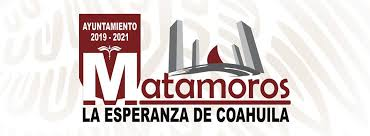 AYUNTAMIENTO
2019 - 2021
Matamoros
LA ESPERANZA DE COAHUILA